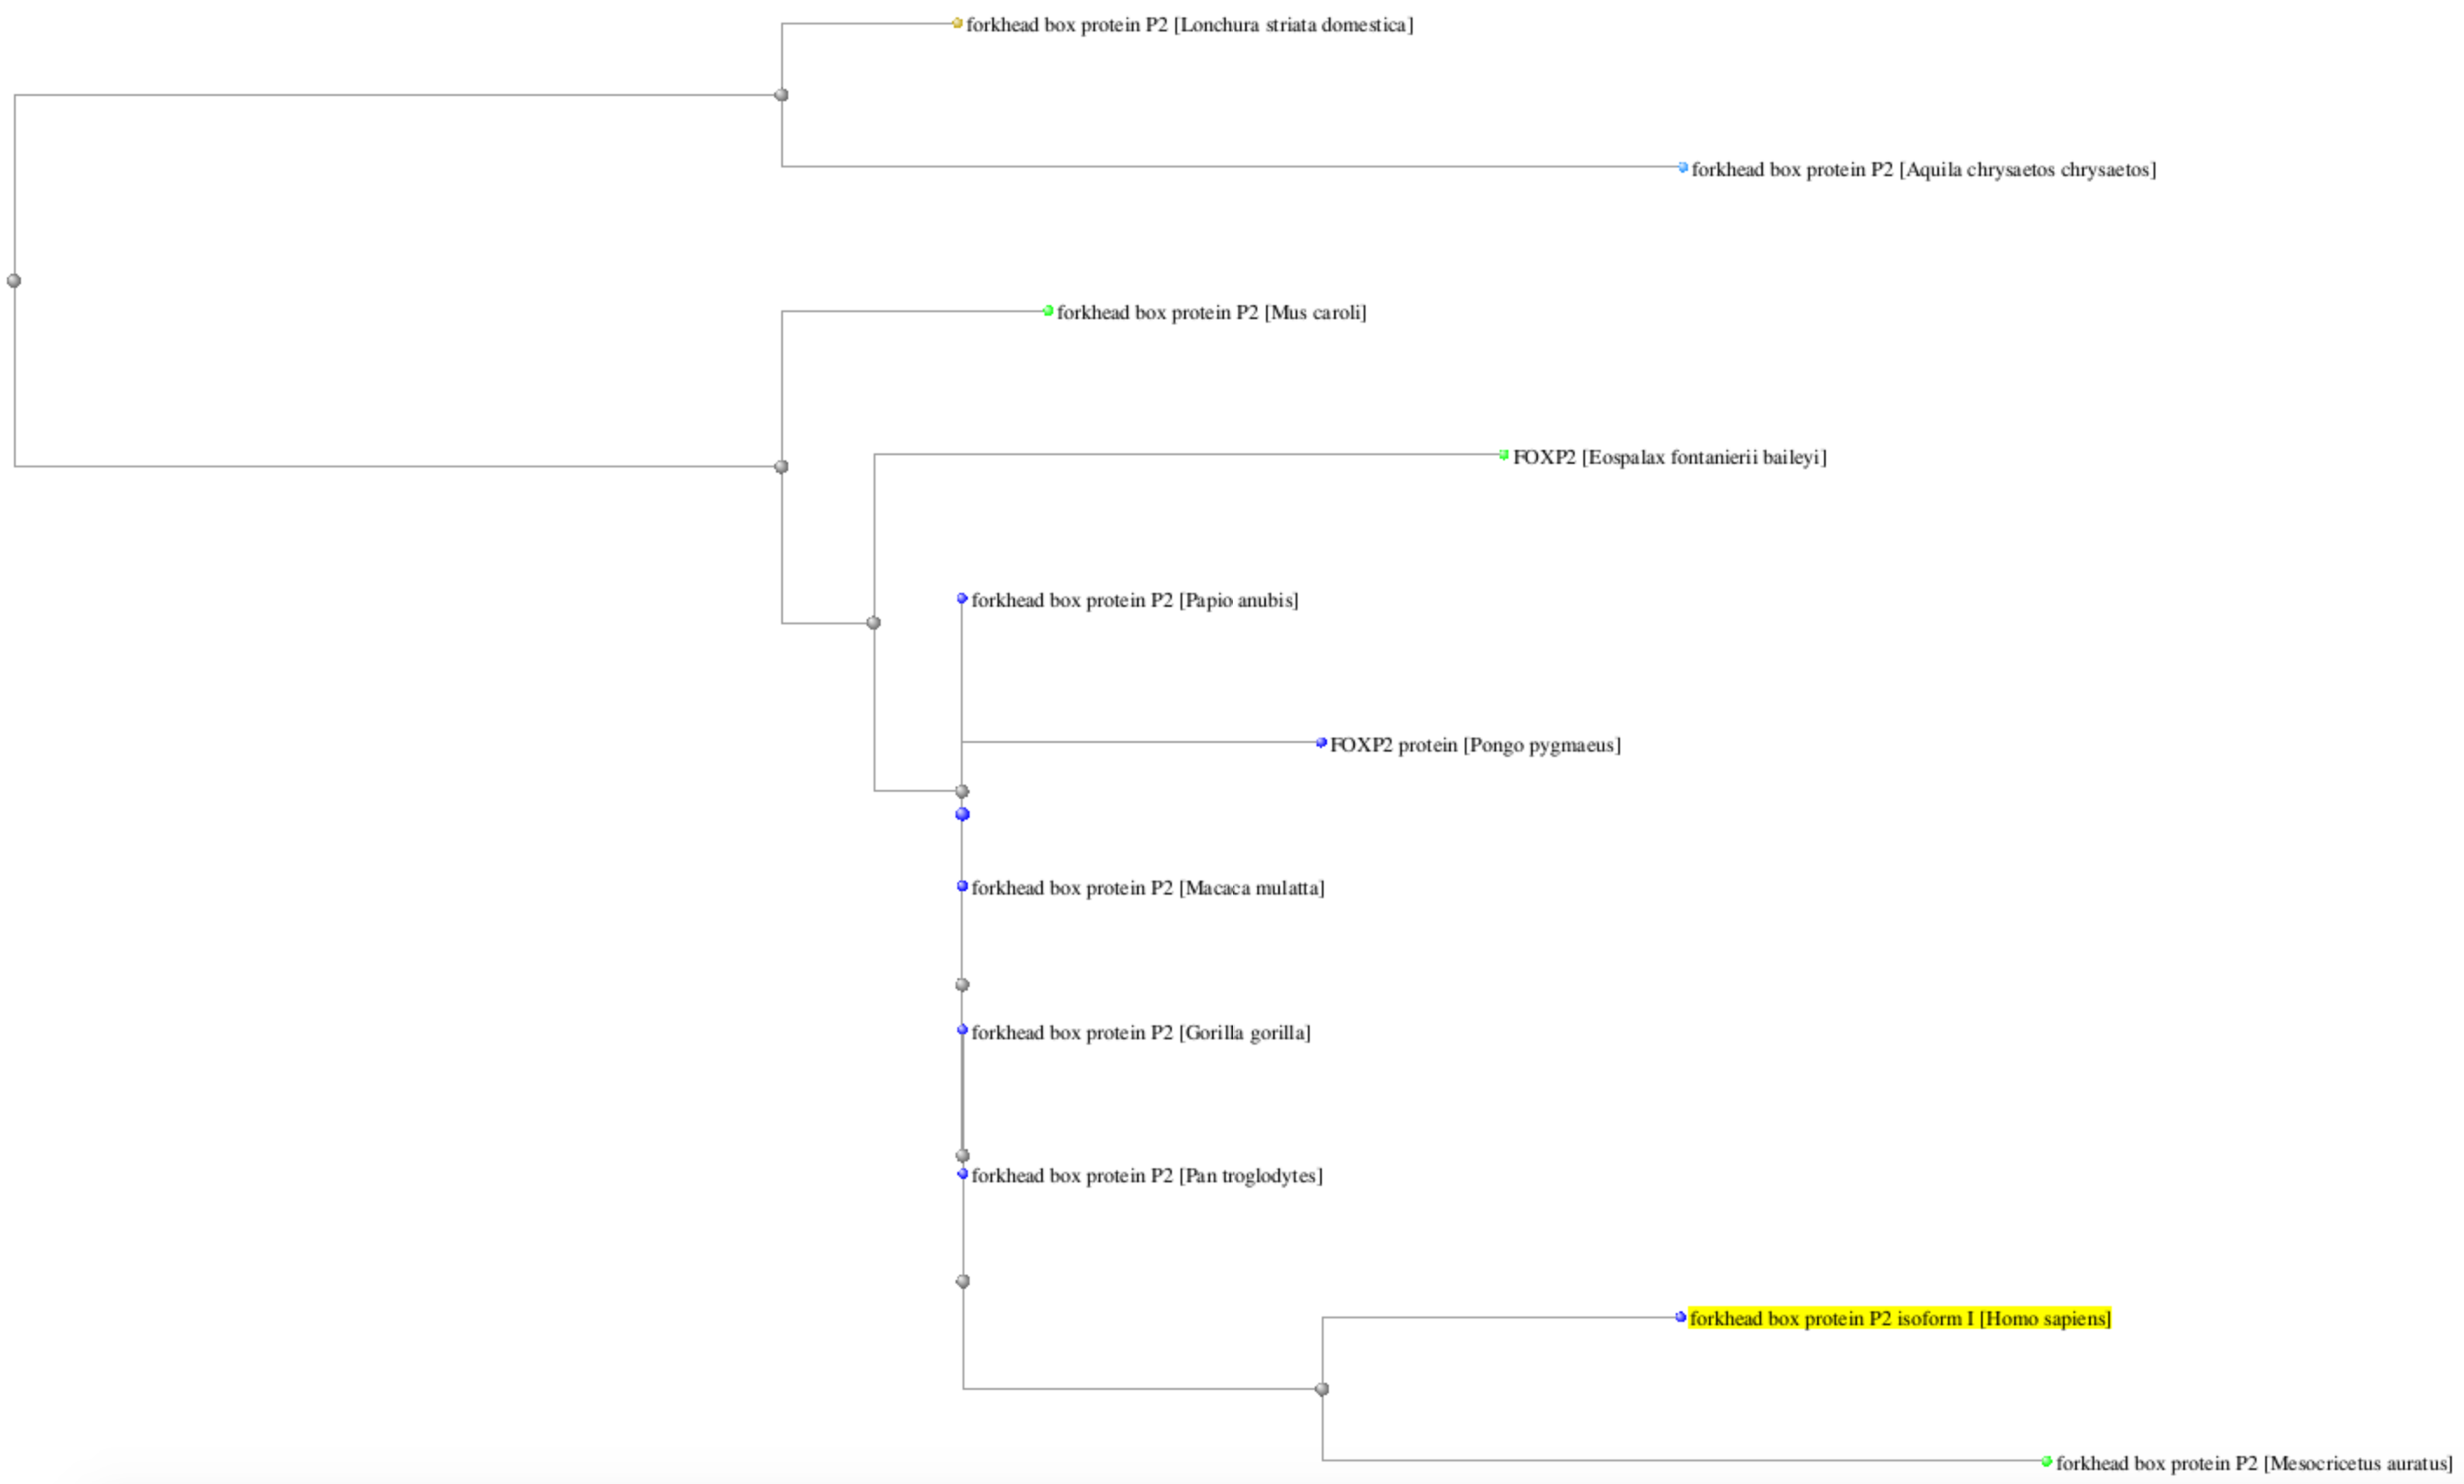 forkhead box protein P2 [Lonchura striata domestica]
forkhead box protein P2 [Aquila chrysaetos chrysaetos]
forkhead box protein P2 [Mus caroli]
FOXP2 [Eospalax fontanierii baileyi]
forkhead box protein P2 [Papio anubis]
FOXP2 protein [Pongo pygmaeus]
forkhead box protein P2 [Macaca mulatta]
forkhead box protein P2 [Gorilla gorilla]
forkhead box protein P2 [Pan troglodytes]
forkhead box protein P2 isoform I [Homo sapiens]
forkhead box protein P2 [Mesocricetus auratus]